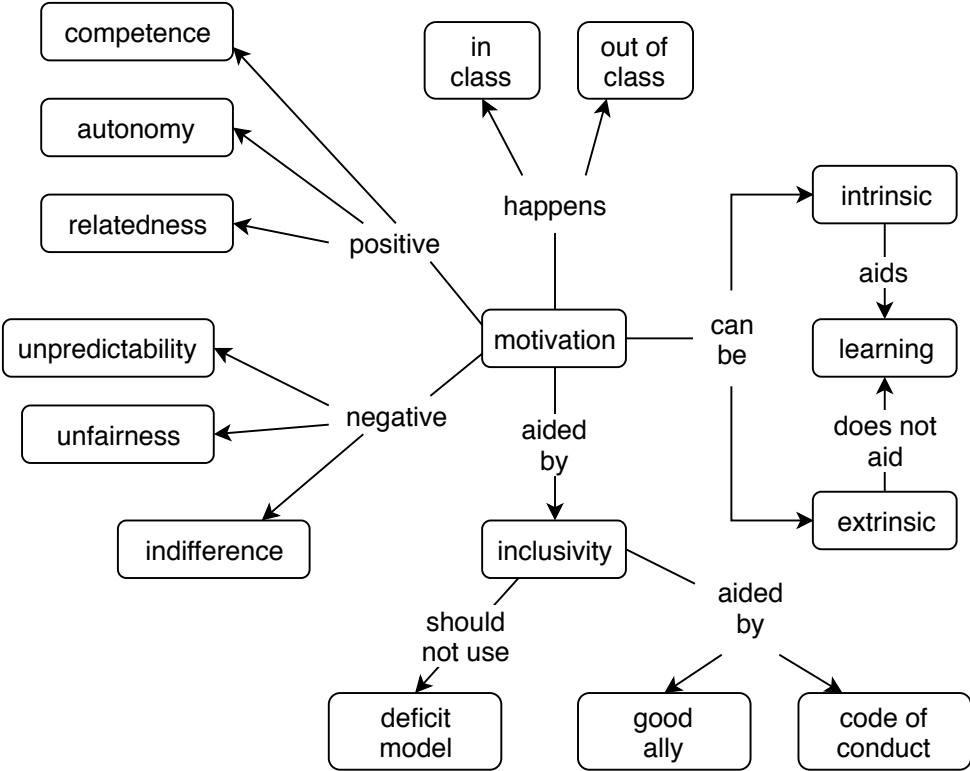 competence
in
class
out of
class
autonomy
intrinsic
happens
relatedness
positive
aids
unpredictability
motivation
can
be
learning
negative
unfairness
aided
by
does not
aid
extrinsic
indifference
inclusivity
should
not use
aided
by
deficit
model
good
ally
code of
conduct